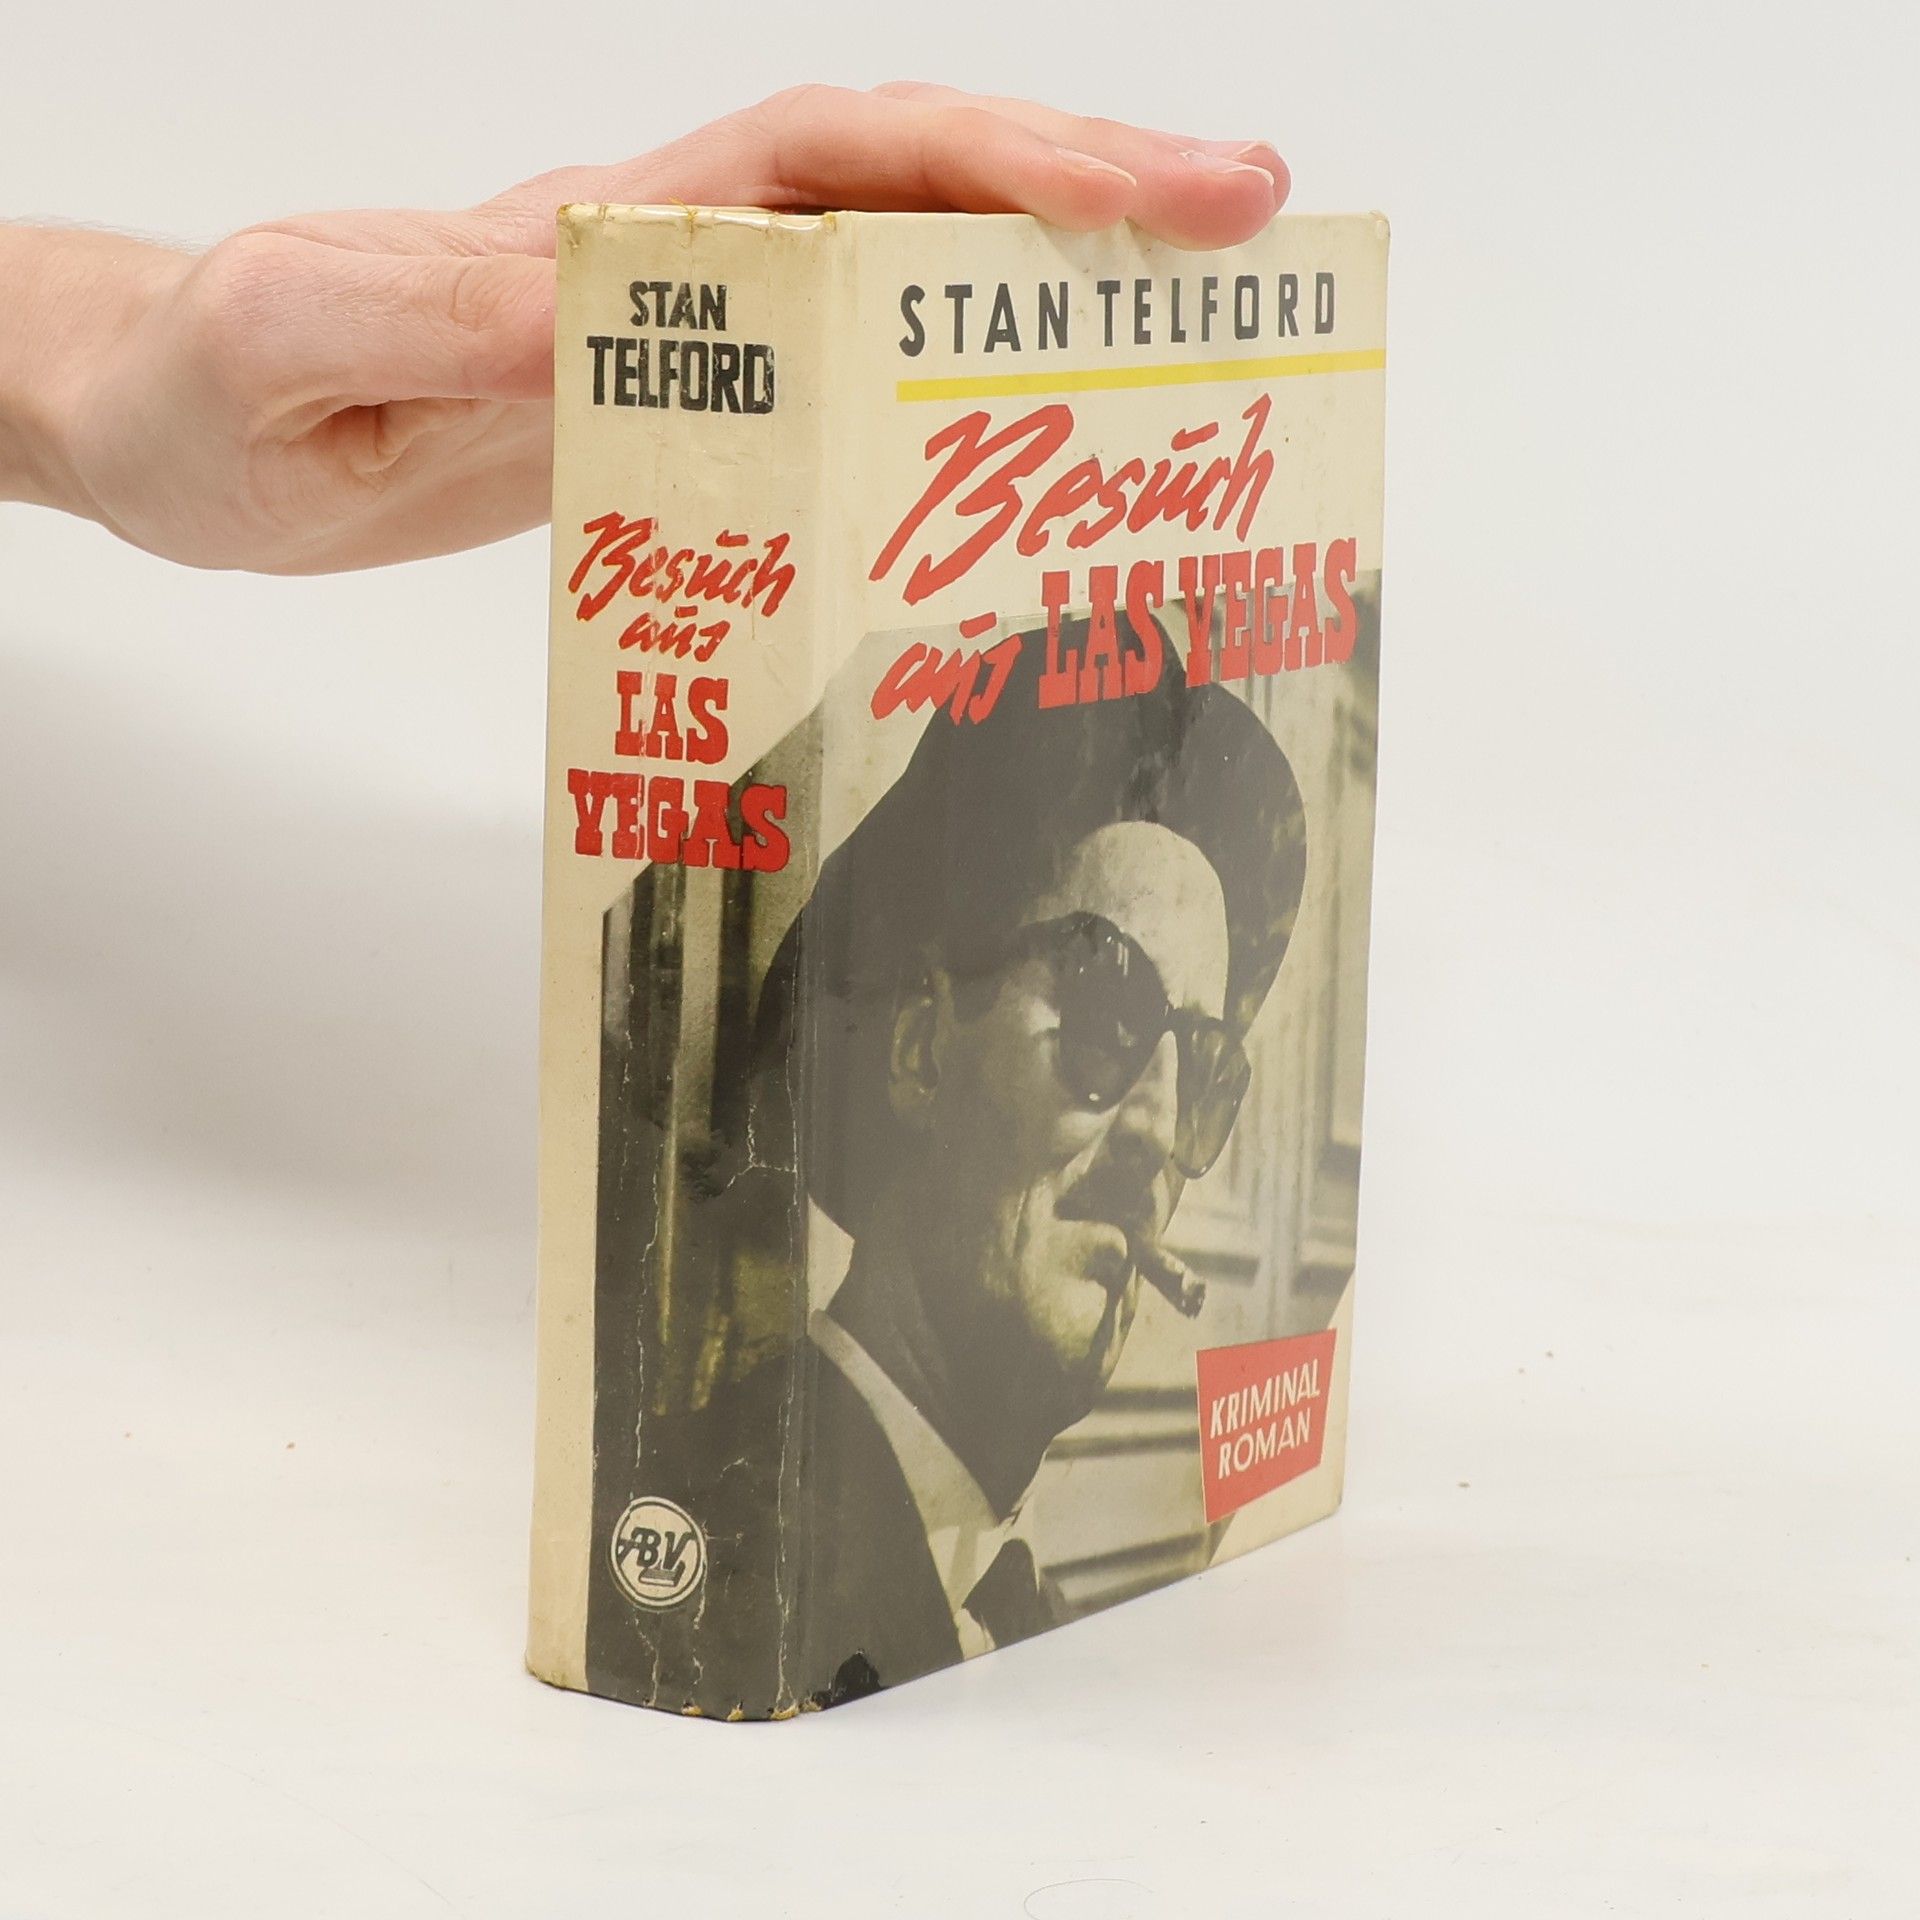 STAN
TELFORD
Besuch
aus
LAS
VEGAS
ABV
STAN TELFORD
Besuch
aus LAS VEGAS
KRIMINAL
ROMAN